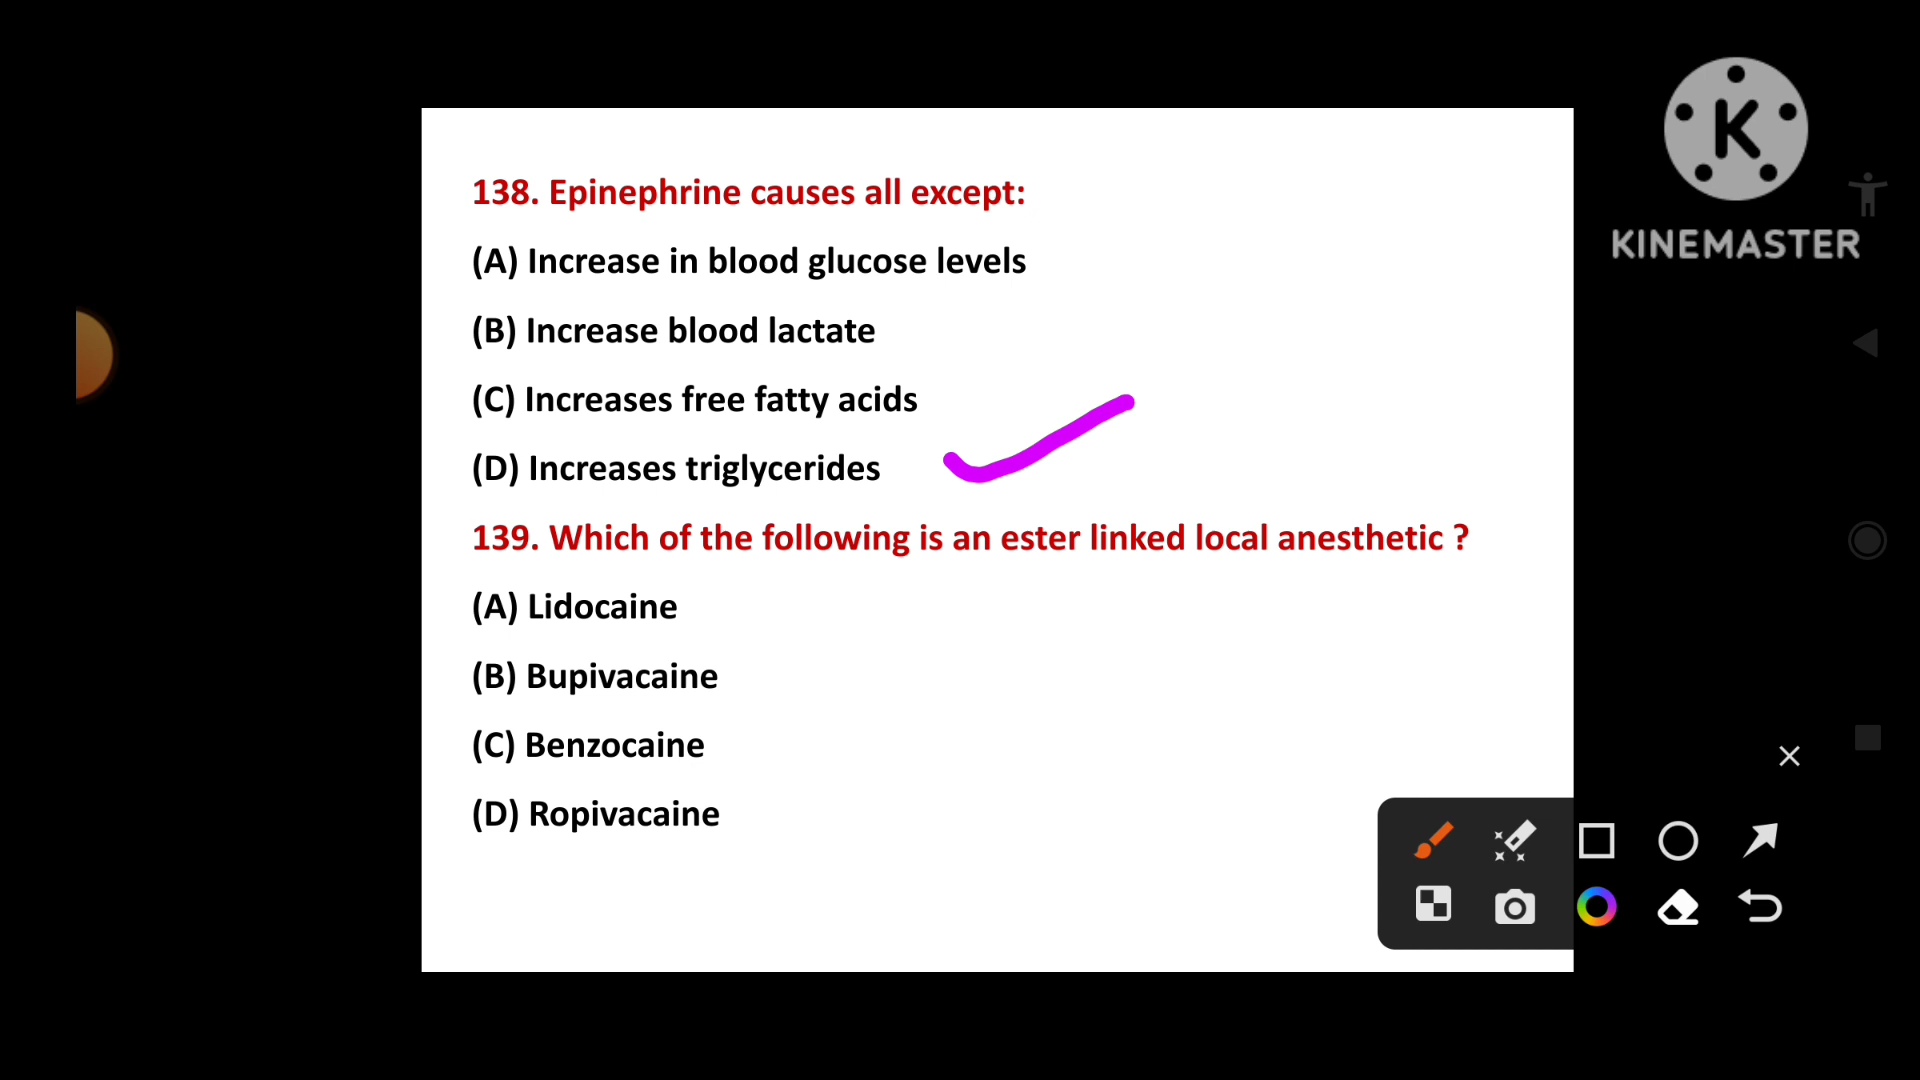 138. Epinephrine causes all except:
(A) Increase in blood glucose levels
(B) Increase blood lactate
(C) Increases free fatty acids
(D) Increases triglycerides
139. Which of the following is an ester linked local anesthetic ?
(A) Lidocaine
(B) Bupivacaine
(C) Benzocaine
(D) Ropivacaine
K
KINEMASTER